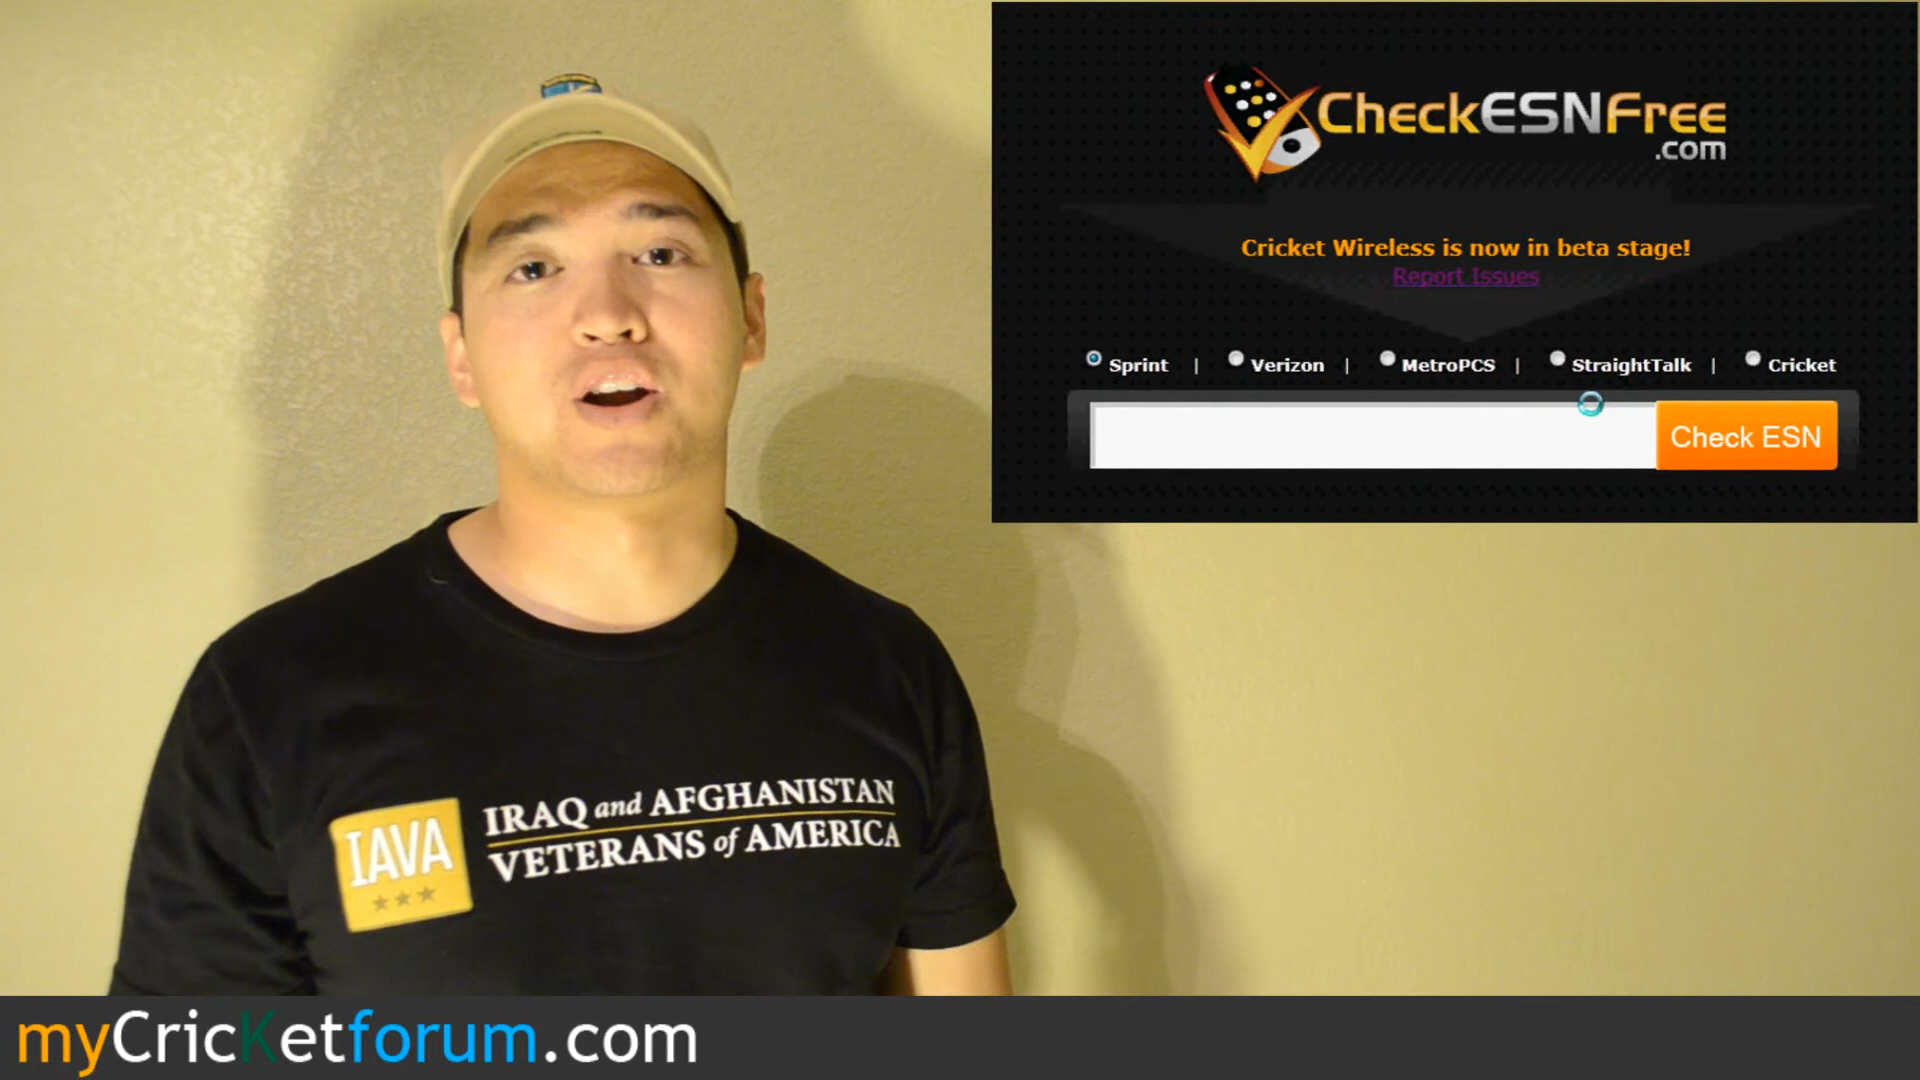 CheckESNFree
.com
Cricket Wireless is now in beta stage!
Report Issues
Sprint | Verizon | MetroPCS | StraightTalk | Cricket
Check ESN
IAVA
IRAQ and AFGHANISTAN
VETERANS of AMERICA
myCricKetforum.com